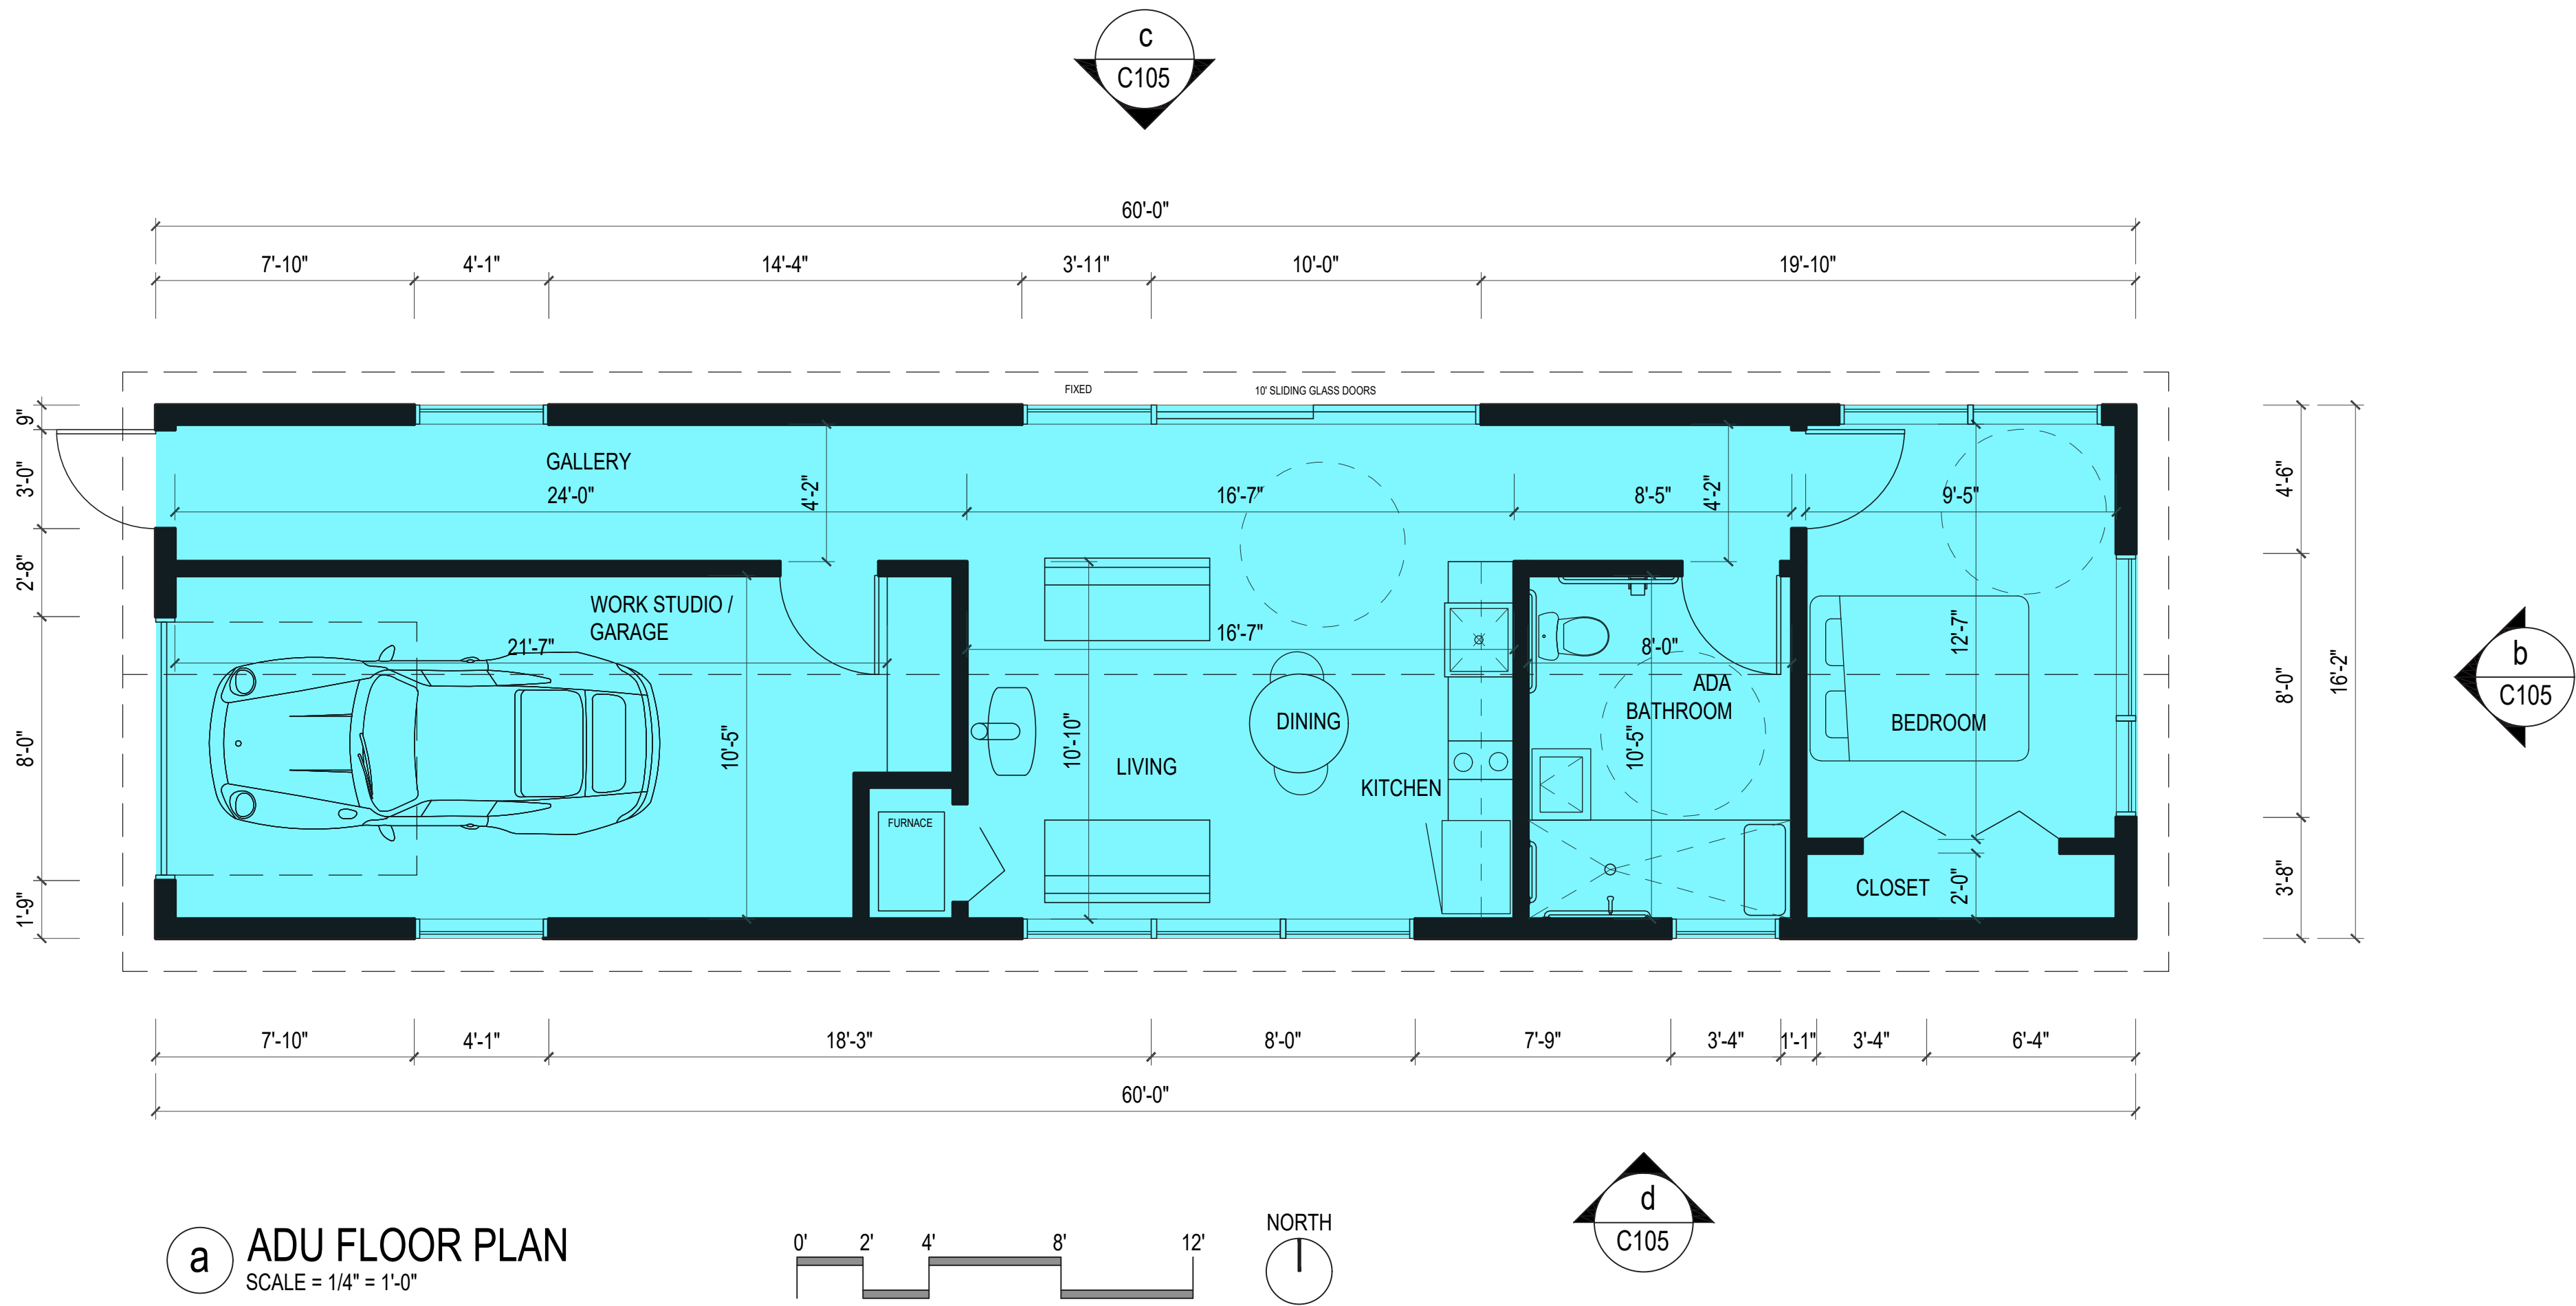 c
C105
60'-0"
7'-10"
4'-1"
14'-4"
3'-11"
10'-0"
19'-10"
FIXED
10' SLIDING GLASS DOORS
9"
3'-0"
2'-8"
8'-0"
1'-9"
GALLERY
24'-0"
4'-2"
16'-7"
8'-5"
4'-2"
9'-5"
4'-6"
8'-0"
3'-8"
16'-2"
WORK STUDIO /
GARAGE
21'-7"
10'-5"
FURNACE
16'-7"
10'-10"
LIVING
DINING
KITCHEN
8'-0"
ADA
BATHROOM
10'-5"
12'-7"
BEDROOM
CLOSET
2'-0"
b
C105
7'-10"
4'-1"
18'-3"
8'-0"
7'-9"
3'-4"
1'-1"
3'-4"
6'-4"
60'-0"
a
ADU FLOOR PLAN
SCALE = 1/4" = 1'-0"
0' 2' 4' 8' 12'
NORTH
d
C105